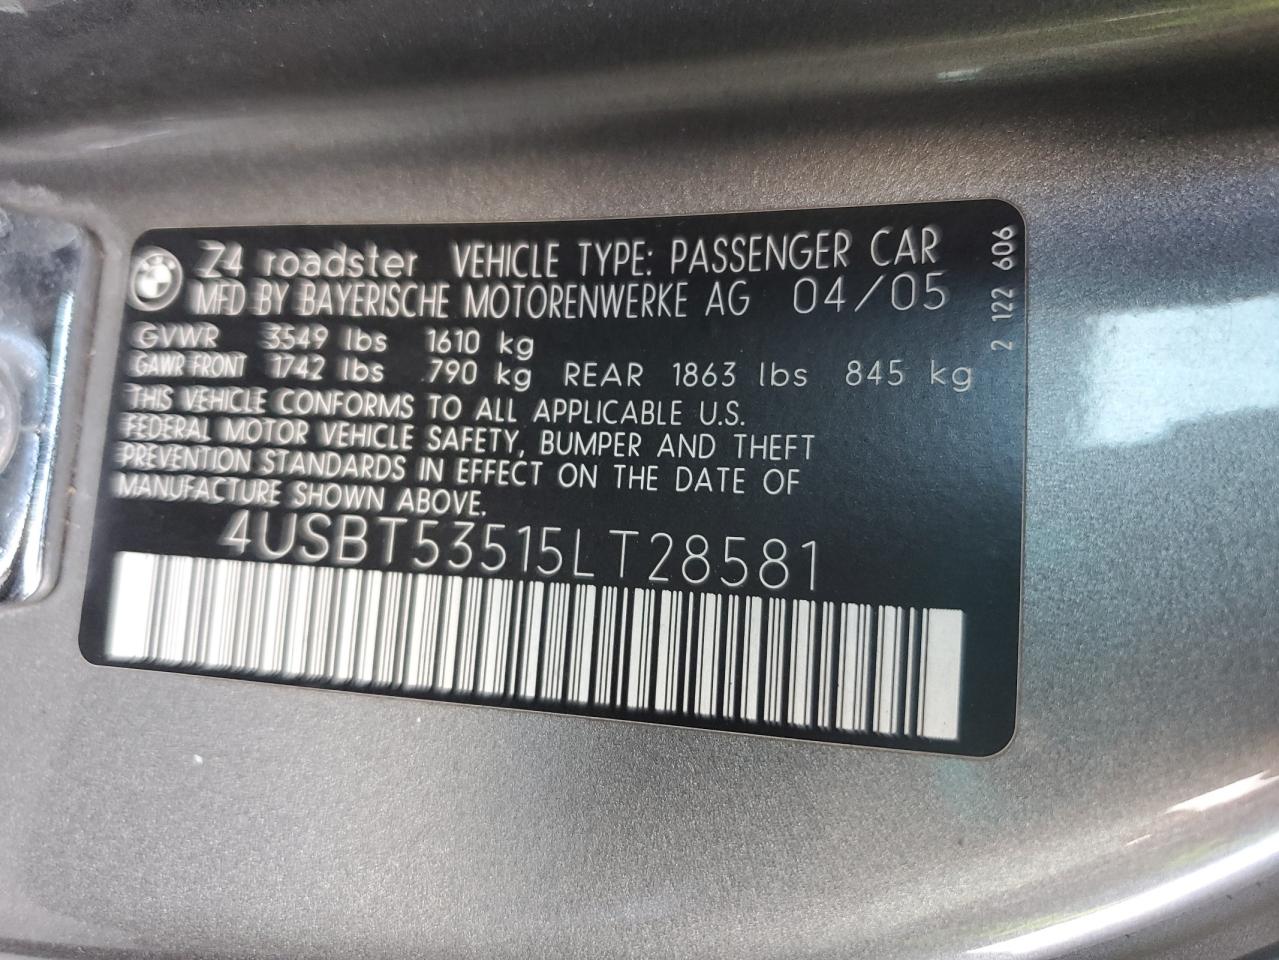 Z4 roadster VEHICLE TYPE: PASSENGER CAR
MFD BY BAYERISCHE MOTORENWERKE AG 04/05
GVWR 3549 lbs 1610 kg
GAWR FRONT 1742 lbs 790 kg REAR 1863 lbs 845 kg
THIS VEHICLE CONFORMS TO ALL APPLICABLE U.S.
FEDERAL MOTOR VEHICLE SAFETY, BUMPER AND THEFT
PREVENTION STANDARDS IN EFFECT ON THE DATE OF
MANUFACTURE SHOWN ABOVE.
4USBT53515LT28581
2 122 606